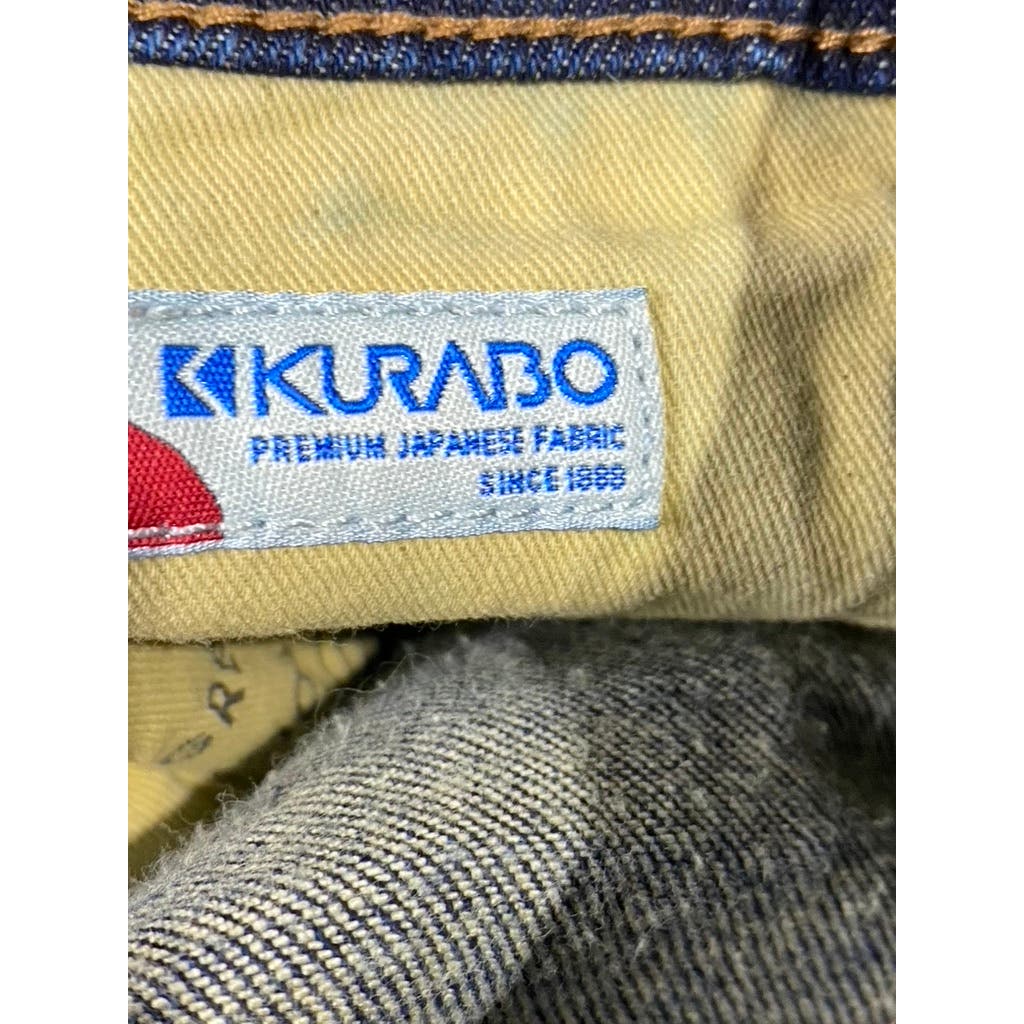 KURABO
PREMIUM JAPANESE FABRIC
SINCE 1888